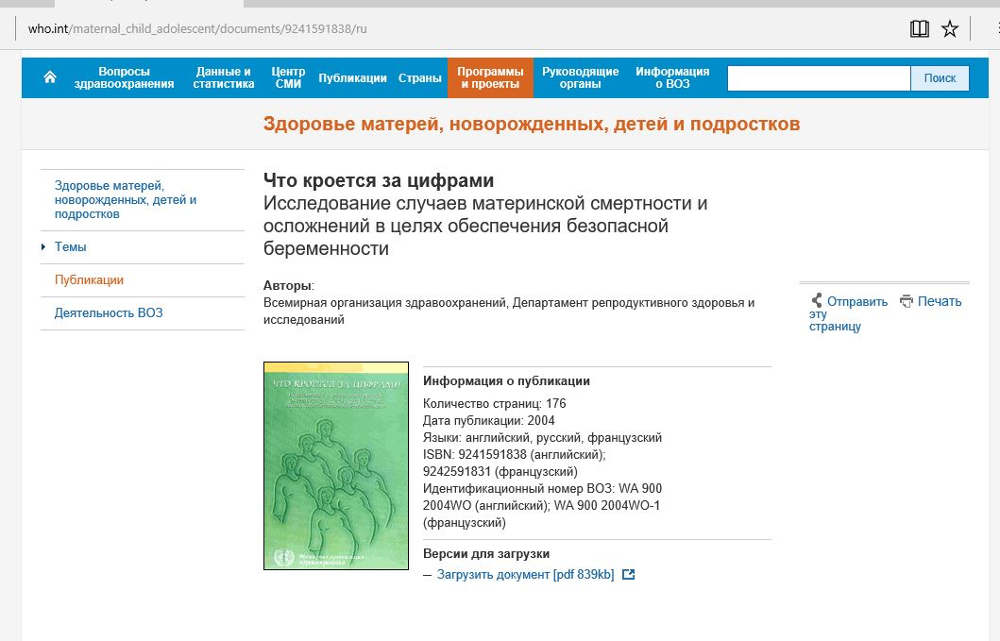 who.int/maternal_child_adolescent/documents/9241591838/ru
Вопросы
здравоохранения
Данные и
статистика
Центр
СМИ
Публикации
Страны
Программы
и проекты
Руководящие
органы
Информация
о ВОЗ
Поиск
Здоровье матерей, новорожденных, детей и подростков
Здоровье матерей,
новорожденных, детей и
подростков
Темы
Публикации
Деятельность ВОЗ
Что кроется за цифрами
Исследование случаев материнской смертности и
осложнений в целях обеспечения безопасной
беременности
Авторы:
Всемирная организация здравоохранений, Департамент репродуктивного здоровья и
исследований
Отправить
эту
страницу
Печать
ЧТО КРОЕТСЯ ЗА ЦИФРАМИ
Информация о публикации
Количество страниц: 176
Дата публикации: 2004
Языки: английский, русский, французский
ISBN: 9241591838 (английский);
9242591831 (французский)
Идентификационный номер ВОЗ: WA 900
2004WO (английский); WA 900 2004WO-1
(французский)
Версии для загрузки
— Загрузить документ [pdf 839kb]